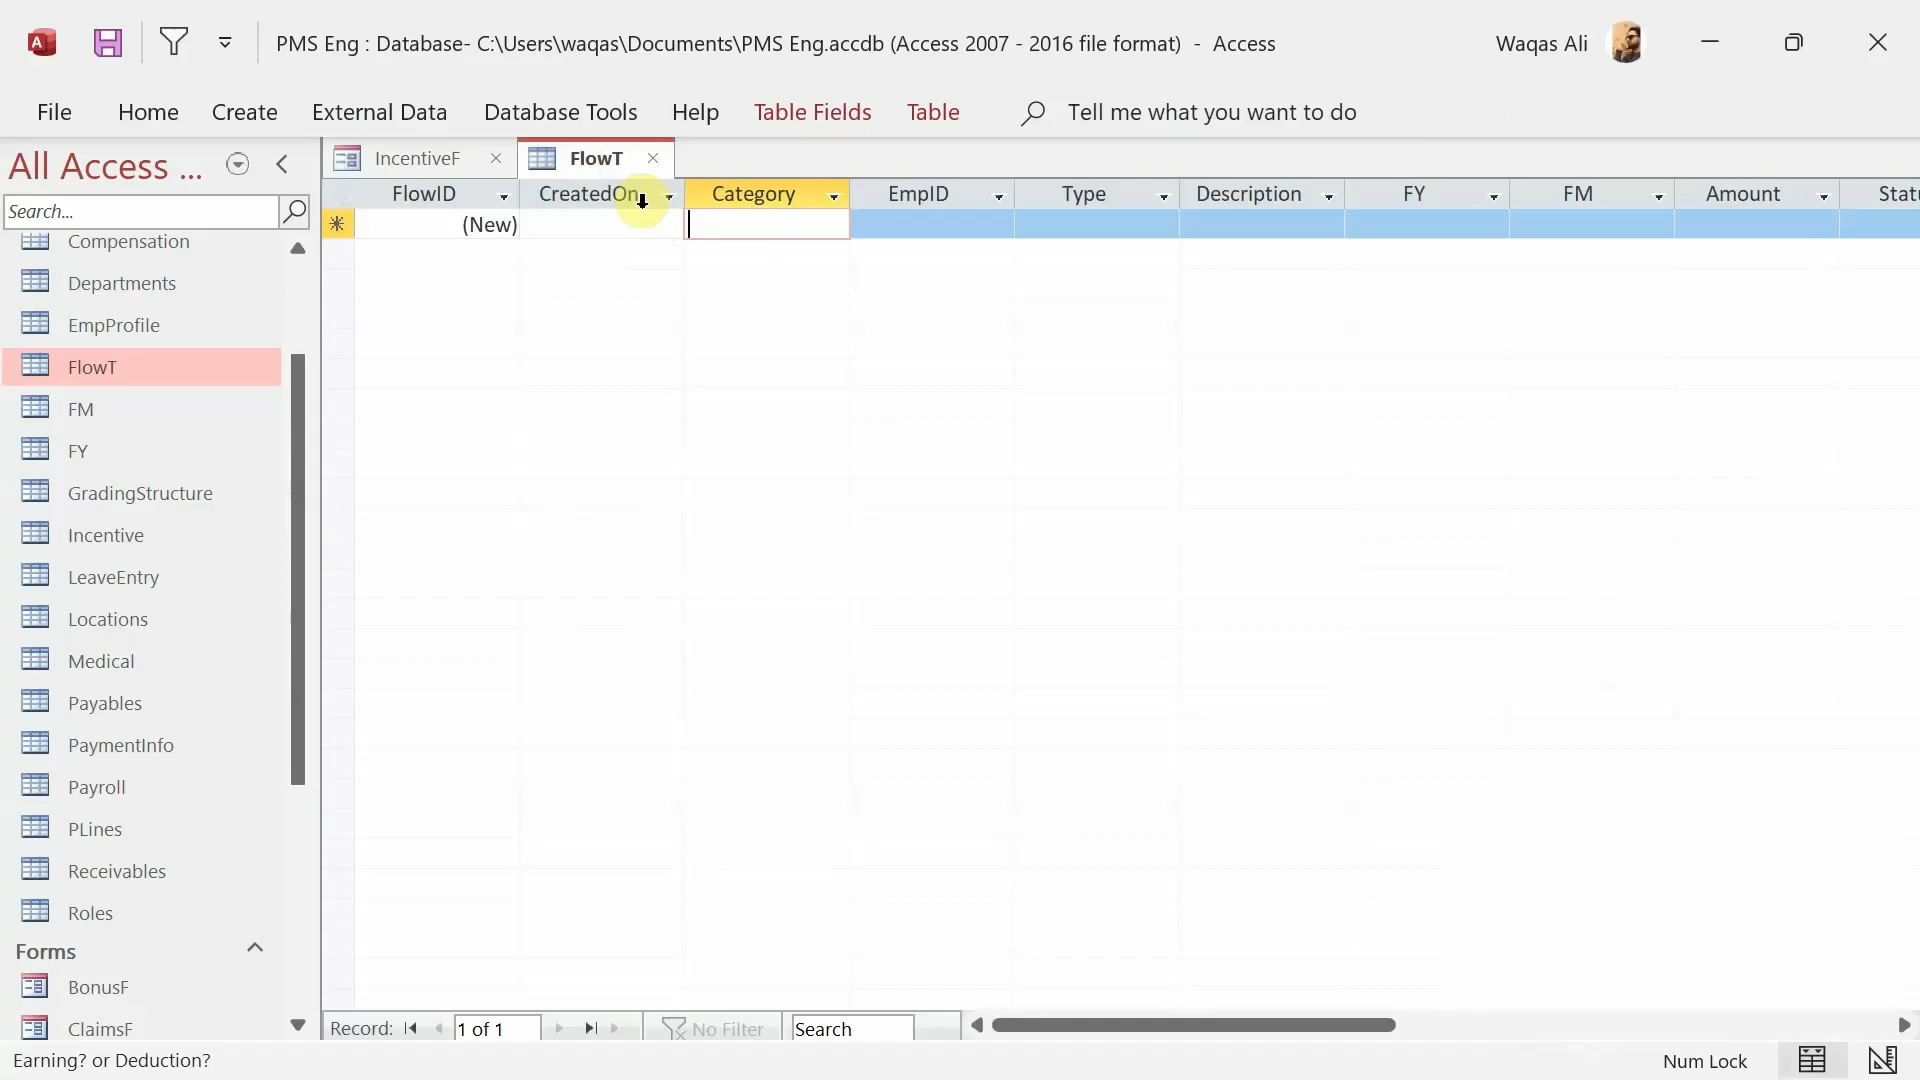 PMS Eng : Database- C:\Users\waqas\Documents\PMS Eng.accdb (Access 2007 - 2016 file format) - Access
Waqas Ali
File Home Create External Data Database Tools Help Table Fields Table Tell me what you want to do
All Access ...
Search...
Compensation
Departments
EmpProfile
FlowT
FM
FY
GradingStructure
Incentive
LeaveEntry
Locations
Medical
Payables
PaymentInfo
Payroll
PLines
Receivables
Roles
Forms
BonusF
ClaimsF
IncentiveF FlowT
FlowID CreatedOn Category EmpID Type Description FY FM Amount Statu
(New)
Record: 1 of 1 No Filter Search
Earning? or Deduction?
Num Lock